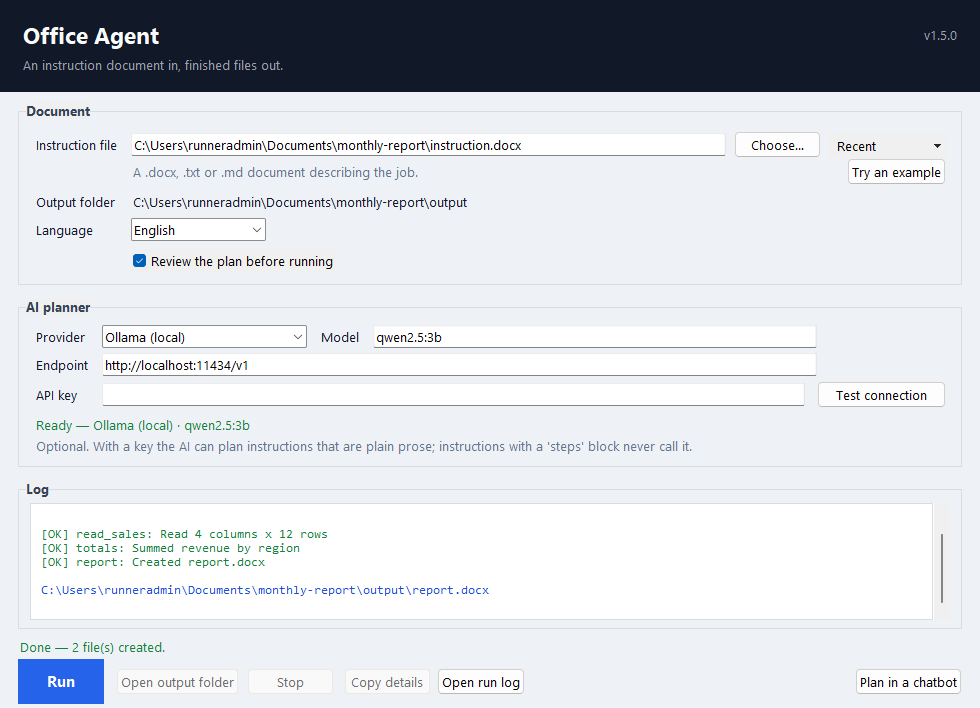 Office Agent
v1.5.0
An instruction document in, finished files out.
Document
Instruction file C:\Users\runneradmin\Documents\monthly-report\instruction.docx Choose... Recent
A .docx, .txt or .md document describing the job. Try an example
Output folder C:\Users\runneradmin\Documents\monthly-report\output
Language English
Review the plan before running
AI planner
Provider Ollama (local) Model qwen2.5:3b
Endpoint http://localhost:11434/v1
API key Test connection
Ready — Ollama (local) · qwen2.5:3b
Optional. With a key the AI can plan instructions that are plain prose; instructions with a 'steps' block never call it.
Log
[OK] read_sales: Read 4 columns x 12 rows
[OK] totals: Summed revenue by region
[OK] report: Created report.docx
C:\Users\runneradmin\Documents\monthly-report\output\report.docx
Done — 2 file(s) created.
Run Open output folder Stop Copy details Open run log Plan in a chatbot